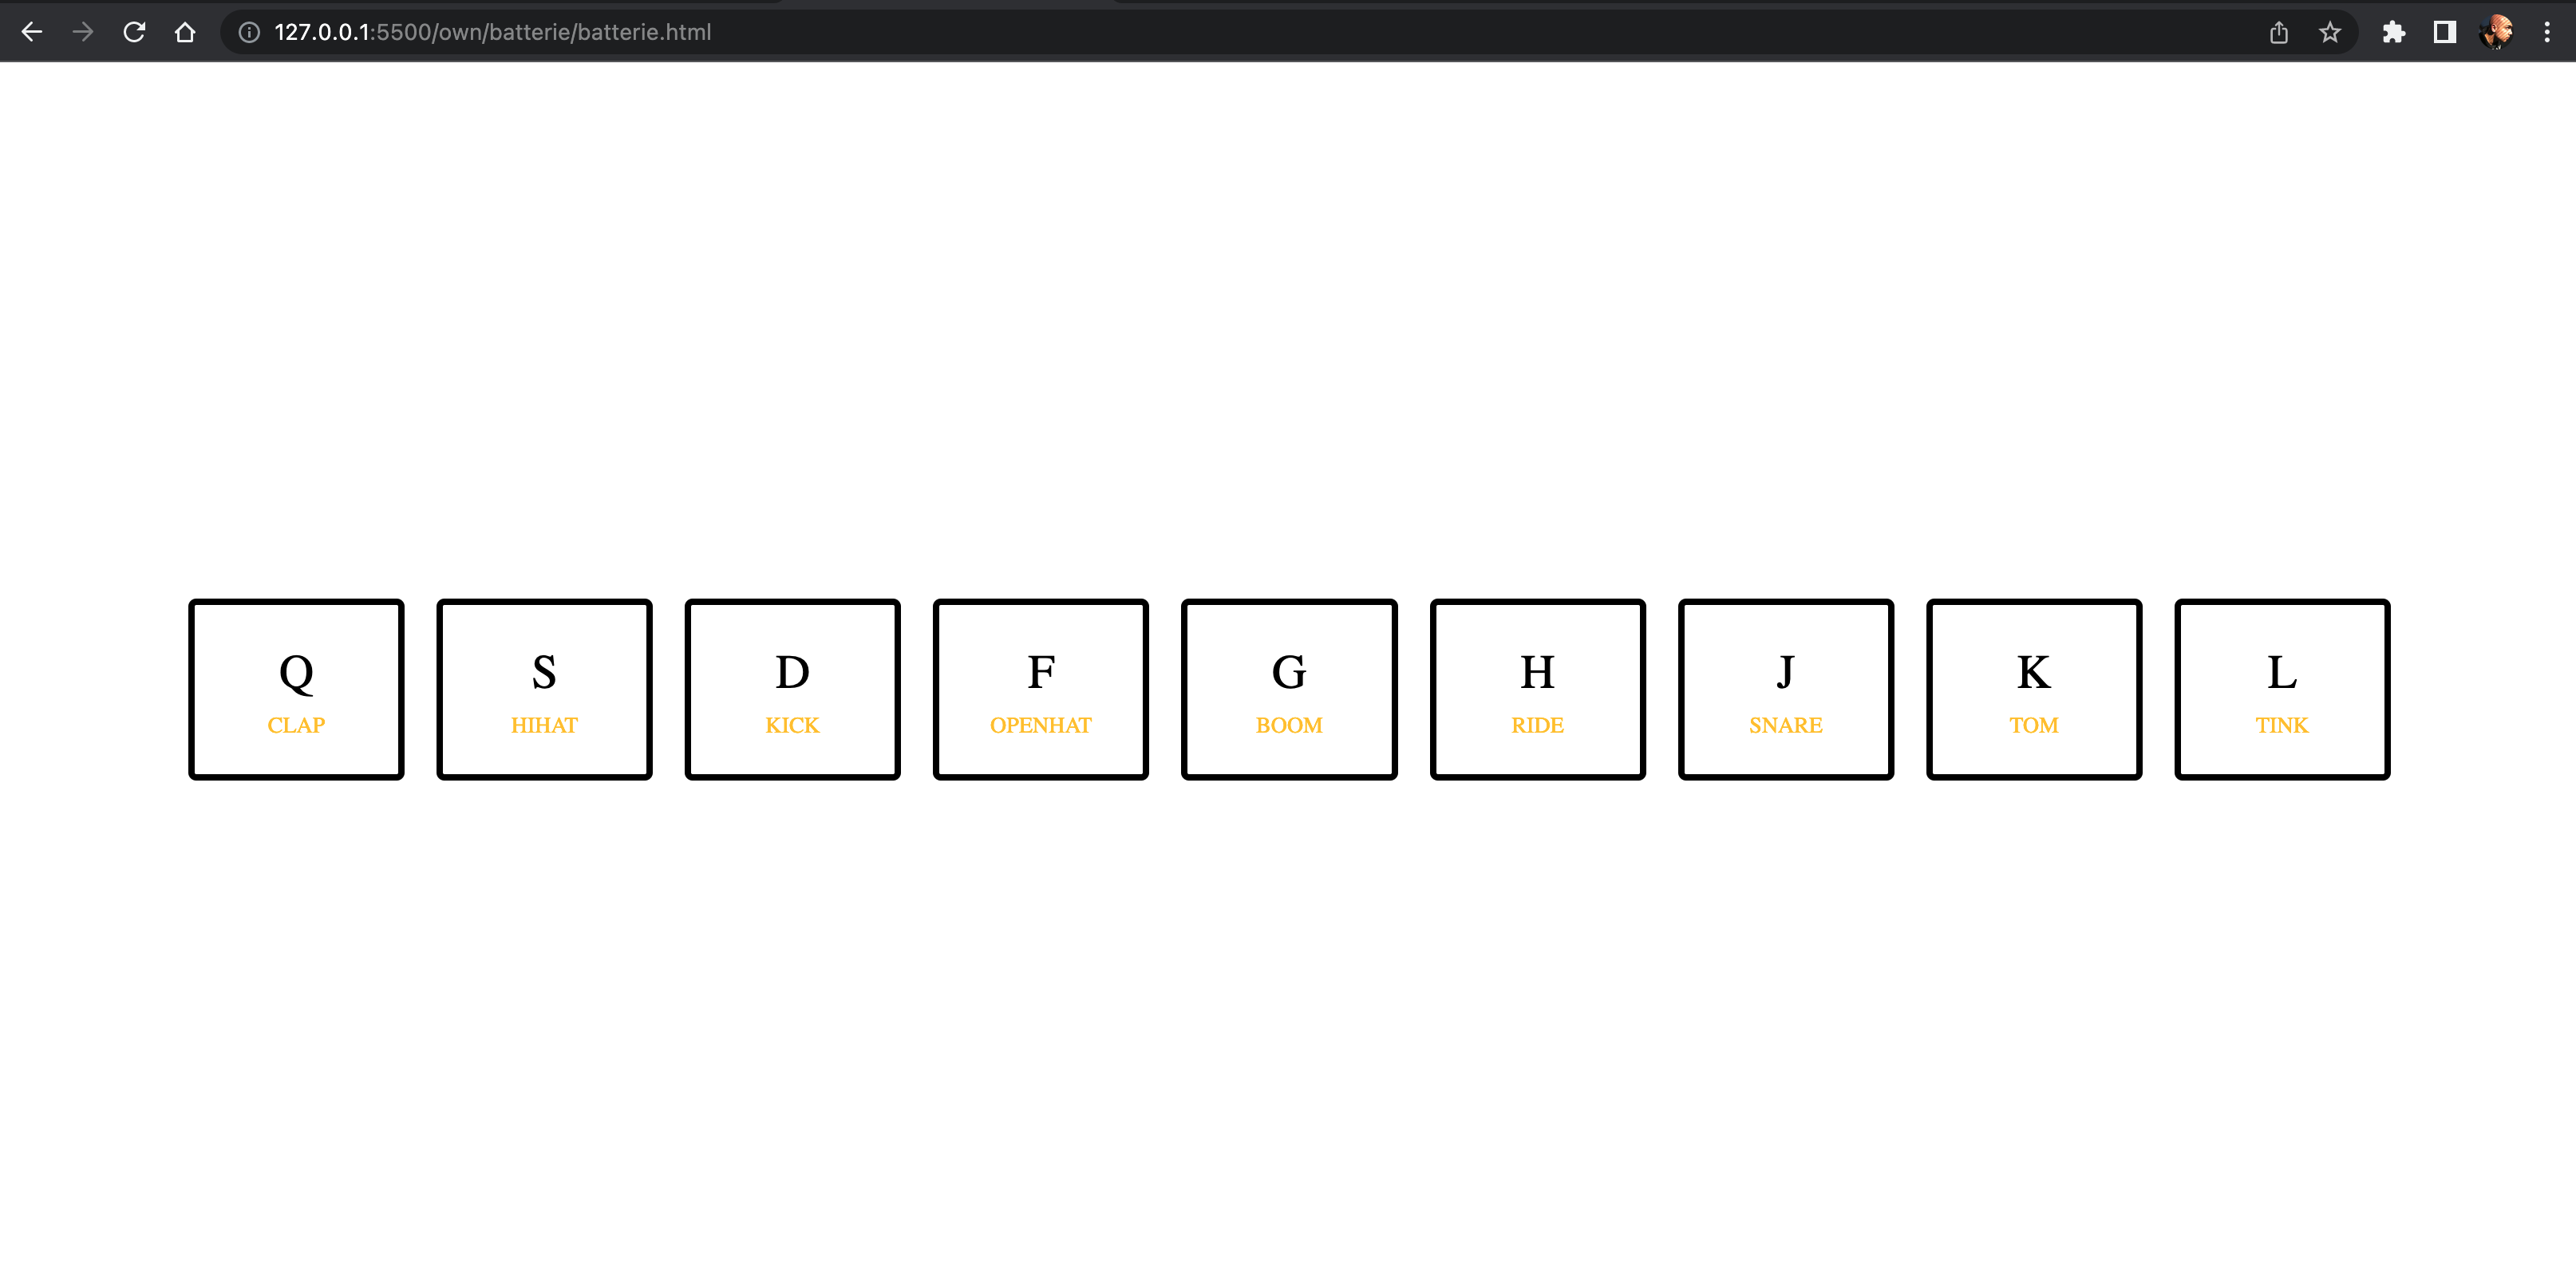 127.0.0.1:5500/own/batterie/batterie.html
Q S D F G H J K L
CLAP HIHAT KICK OPENHAT BOOM RIDE SNARE TOM TINK